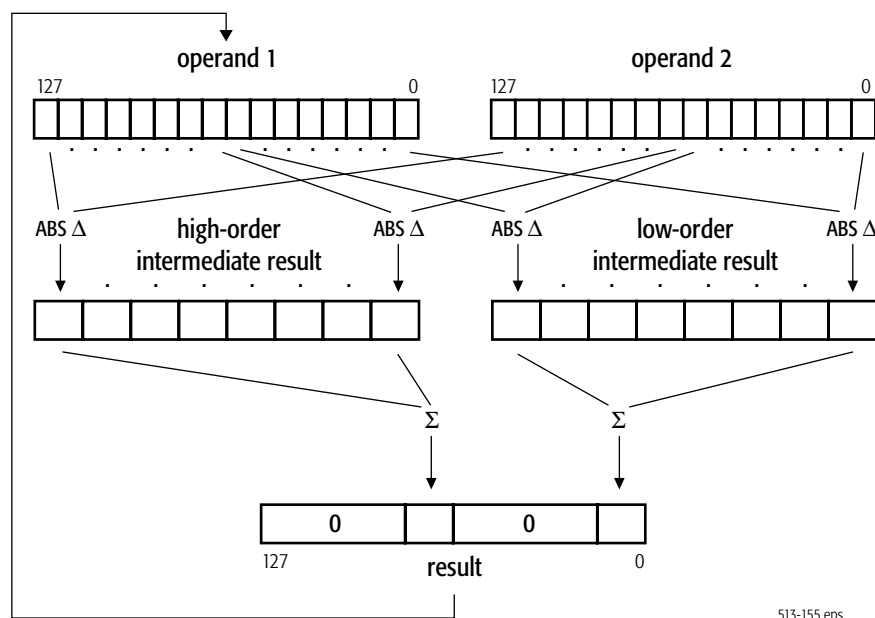 operand 1 operand 2
127 0 127 0
ABS Δ ABS Δ ABS Δ ABS Δ
high-order low-order
intermediate result intermediate result
Σ Σ
0 0
127 result 0
513-155.eps